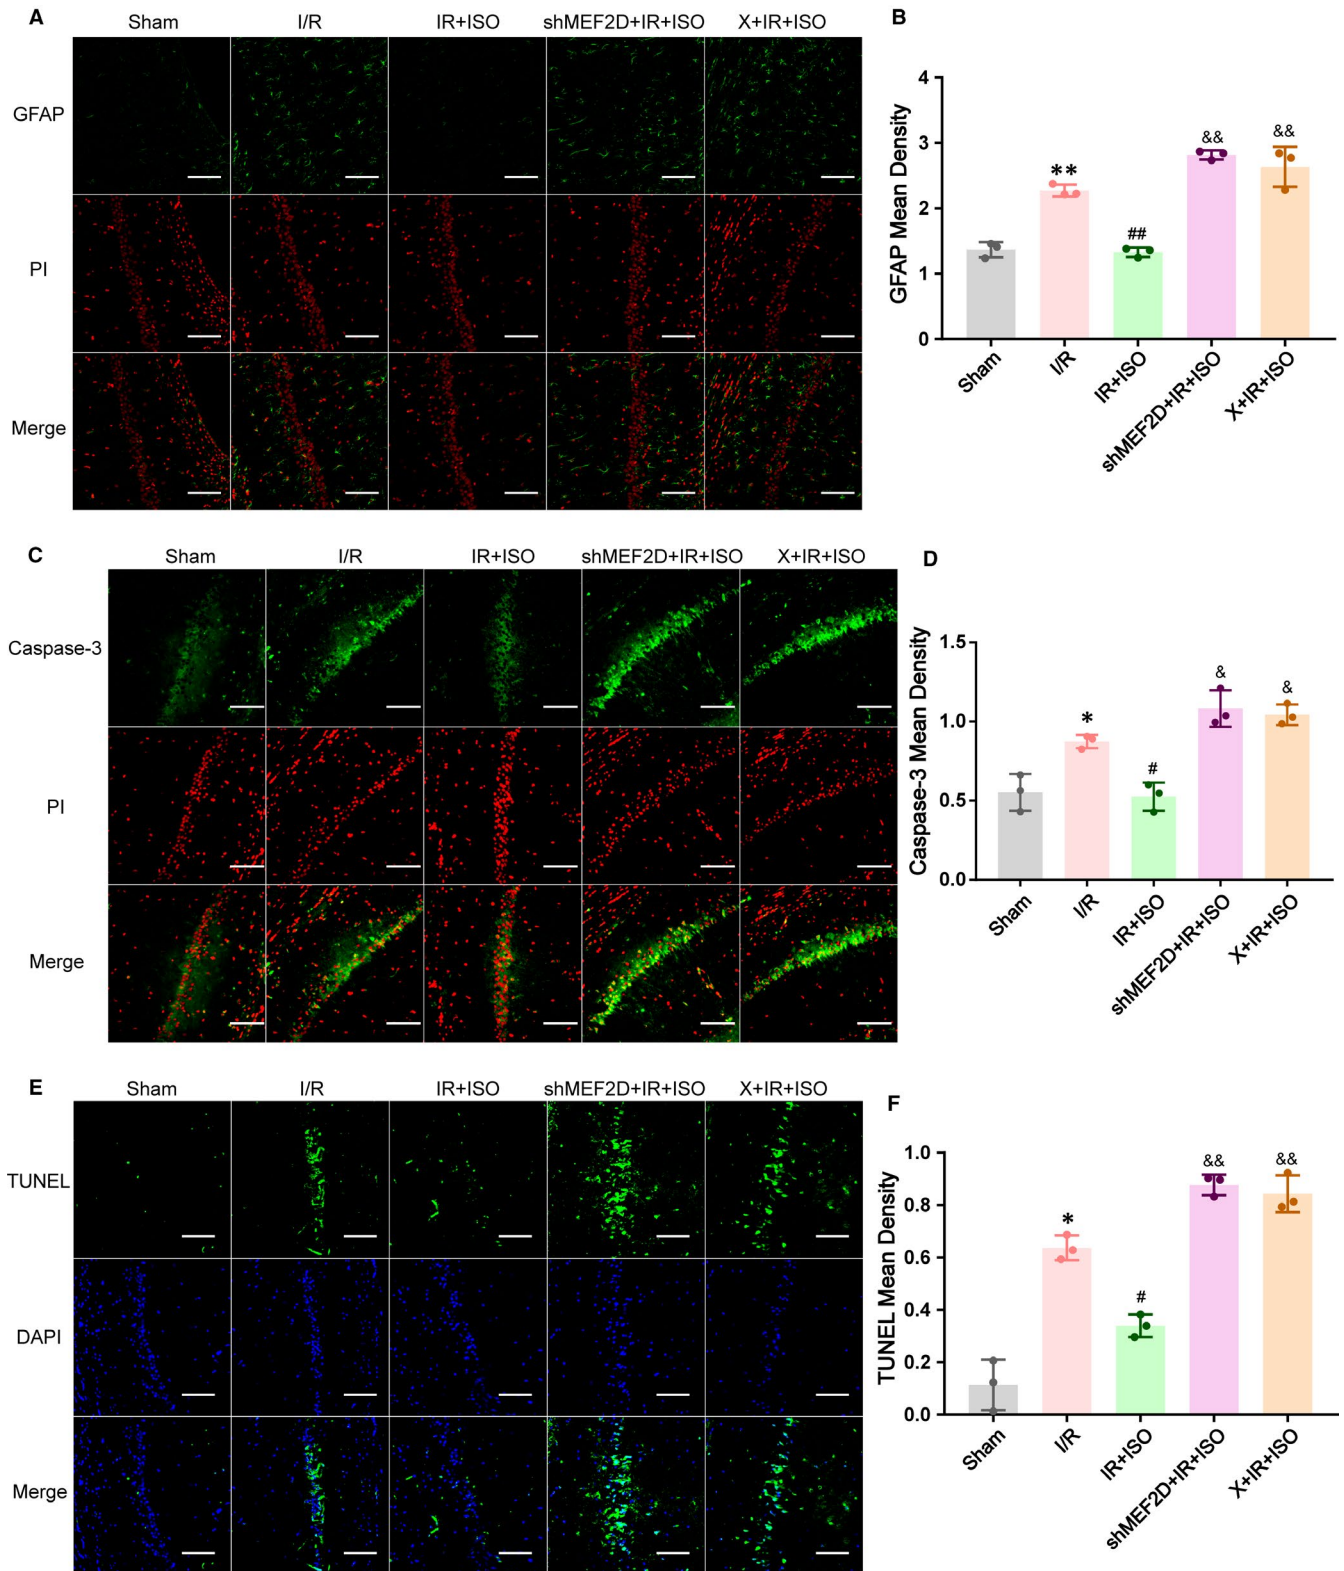 A
Sham I/R IR+ISO shMEF2D+IR+ISO X+IR+ISO
GFAP
PI
Merge
B
GFAP Mean Density
4
3
2
1
0
** ## && &&
Sham I/R IR+ISO shMEF2D+IR+ISO X+IR+ISO
C
Sham I/R IR+ISO shMEF2D+IR+ISO X+IR+ISO
Caspase-3
PI
Merge
D
Caspase-3 Mean Density
1.5
1.0
0.5
0.0
* # & &
Sham I/R IR+ISO shMEF2D+IR+ISO X+IR+ISO
E
Sham I/R IR+ISO shMEF2D+IR+ISO X+IR+ISO
TUNEL
DAPI
Merge
F
TUNEL Mean Density
1.0
0.8
0.6
0.4
0.2
0.0
* # && &&
Sham I/R IR+ISO shMEF2D+IR+ISO X+IR+ISO